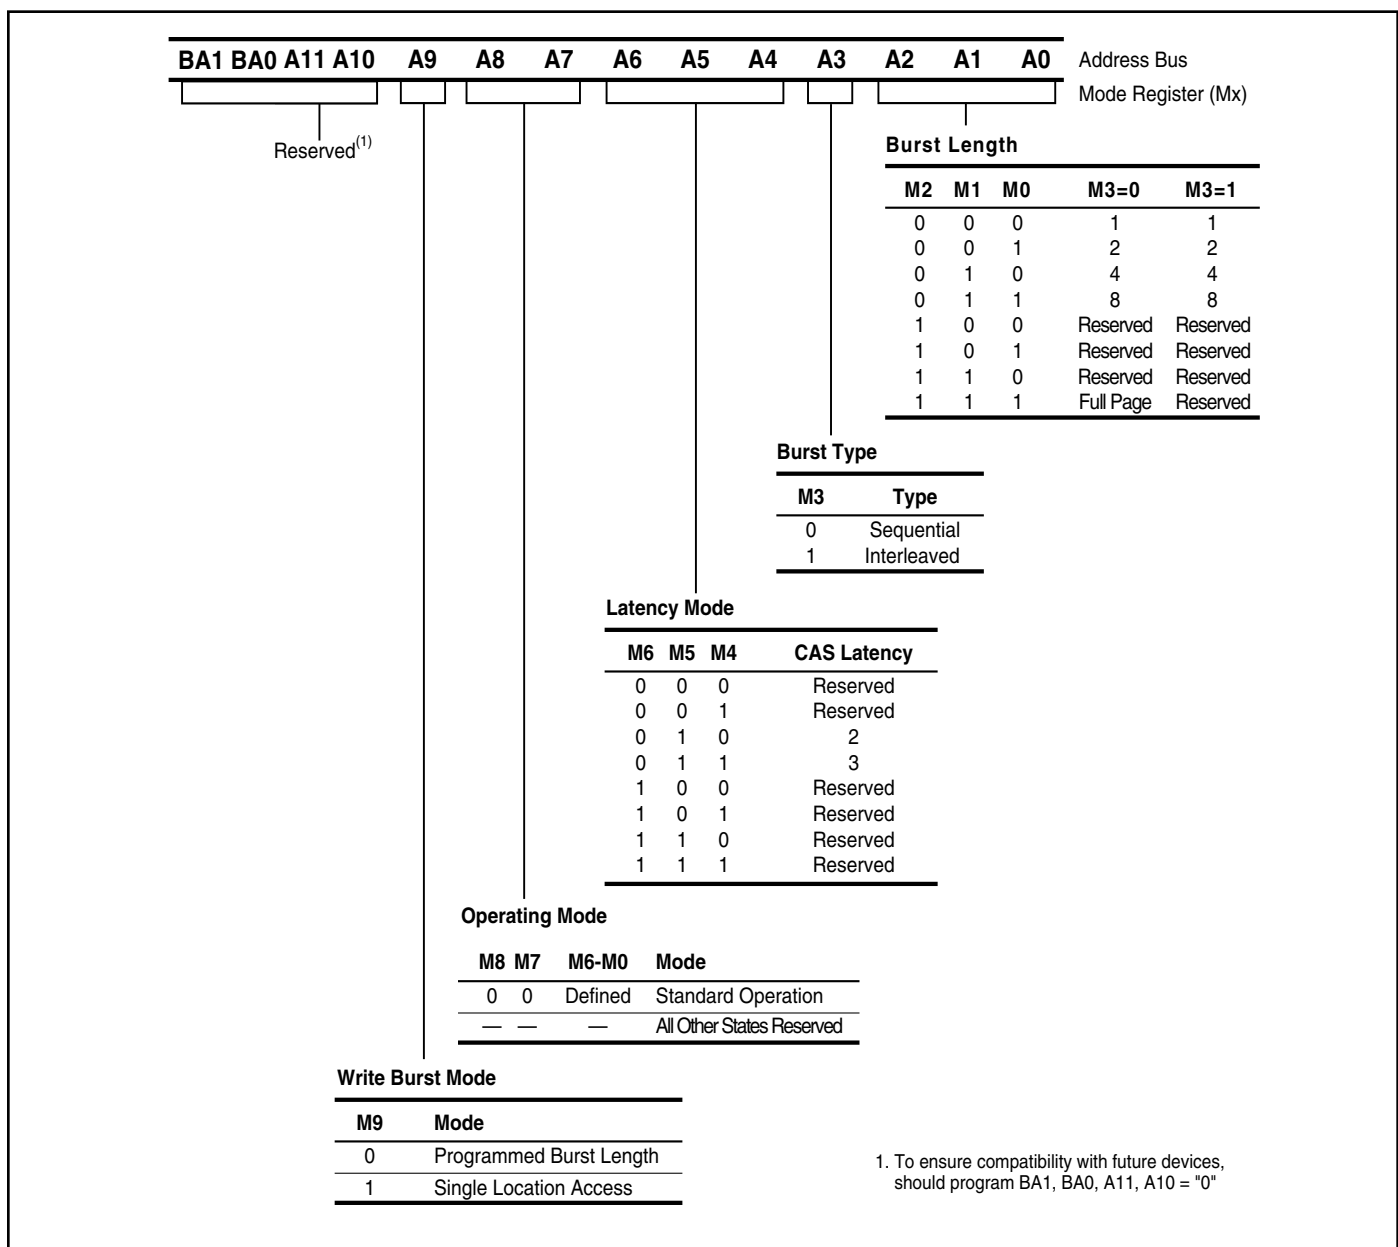 BA1 BA0 A11 A10 A9 A8 A7 A6 A5 A4 A3 A2 A1 A0 Address Bus
Mode Register (Mx)
Reserved(1)
Burst Length
M2 M1 M0 M3=0 M3=1
0 0 0 1 1
0 0 1 2 2
0 1 0 4 4
0 1 1 8 8
1 0 0 Reserved Reserved
1 0 1 Reserved Reserved
1 1 0 Reserved Reserved
1 1 1 Full Page Reserved
Burst Type
M3 Type
0 Sequential
1 Interleaved
Latency Mode
M6 M5 M4 CAS Latency
0 0 0 Reserved
0 0 1 Reserved
0 1 0 2
0 1 1 3
1 0 0 Reserved
1 0 1 Reserved
1 1 0 Reserved
1 1 1 Reserved
Operating Mode
M8 M7 M6-M0 Mode
0 0 Defined Standard Operation
— — — All Other States Reserved
Write Burst Mode
M9 Mode
0 Programmed Burst Length
1 Single Location Access
1. To ensure compatibility with future devices,
should program BA1, BA0, A11, A10 = "0"